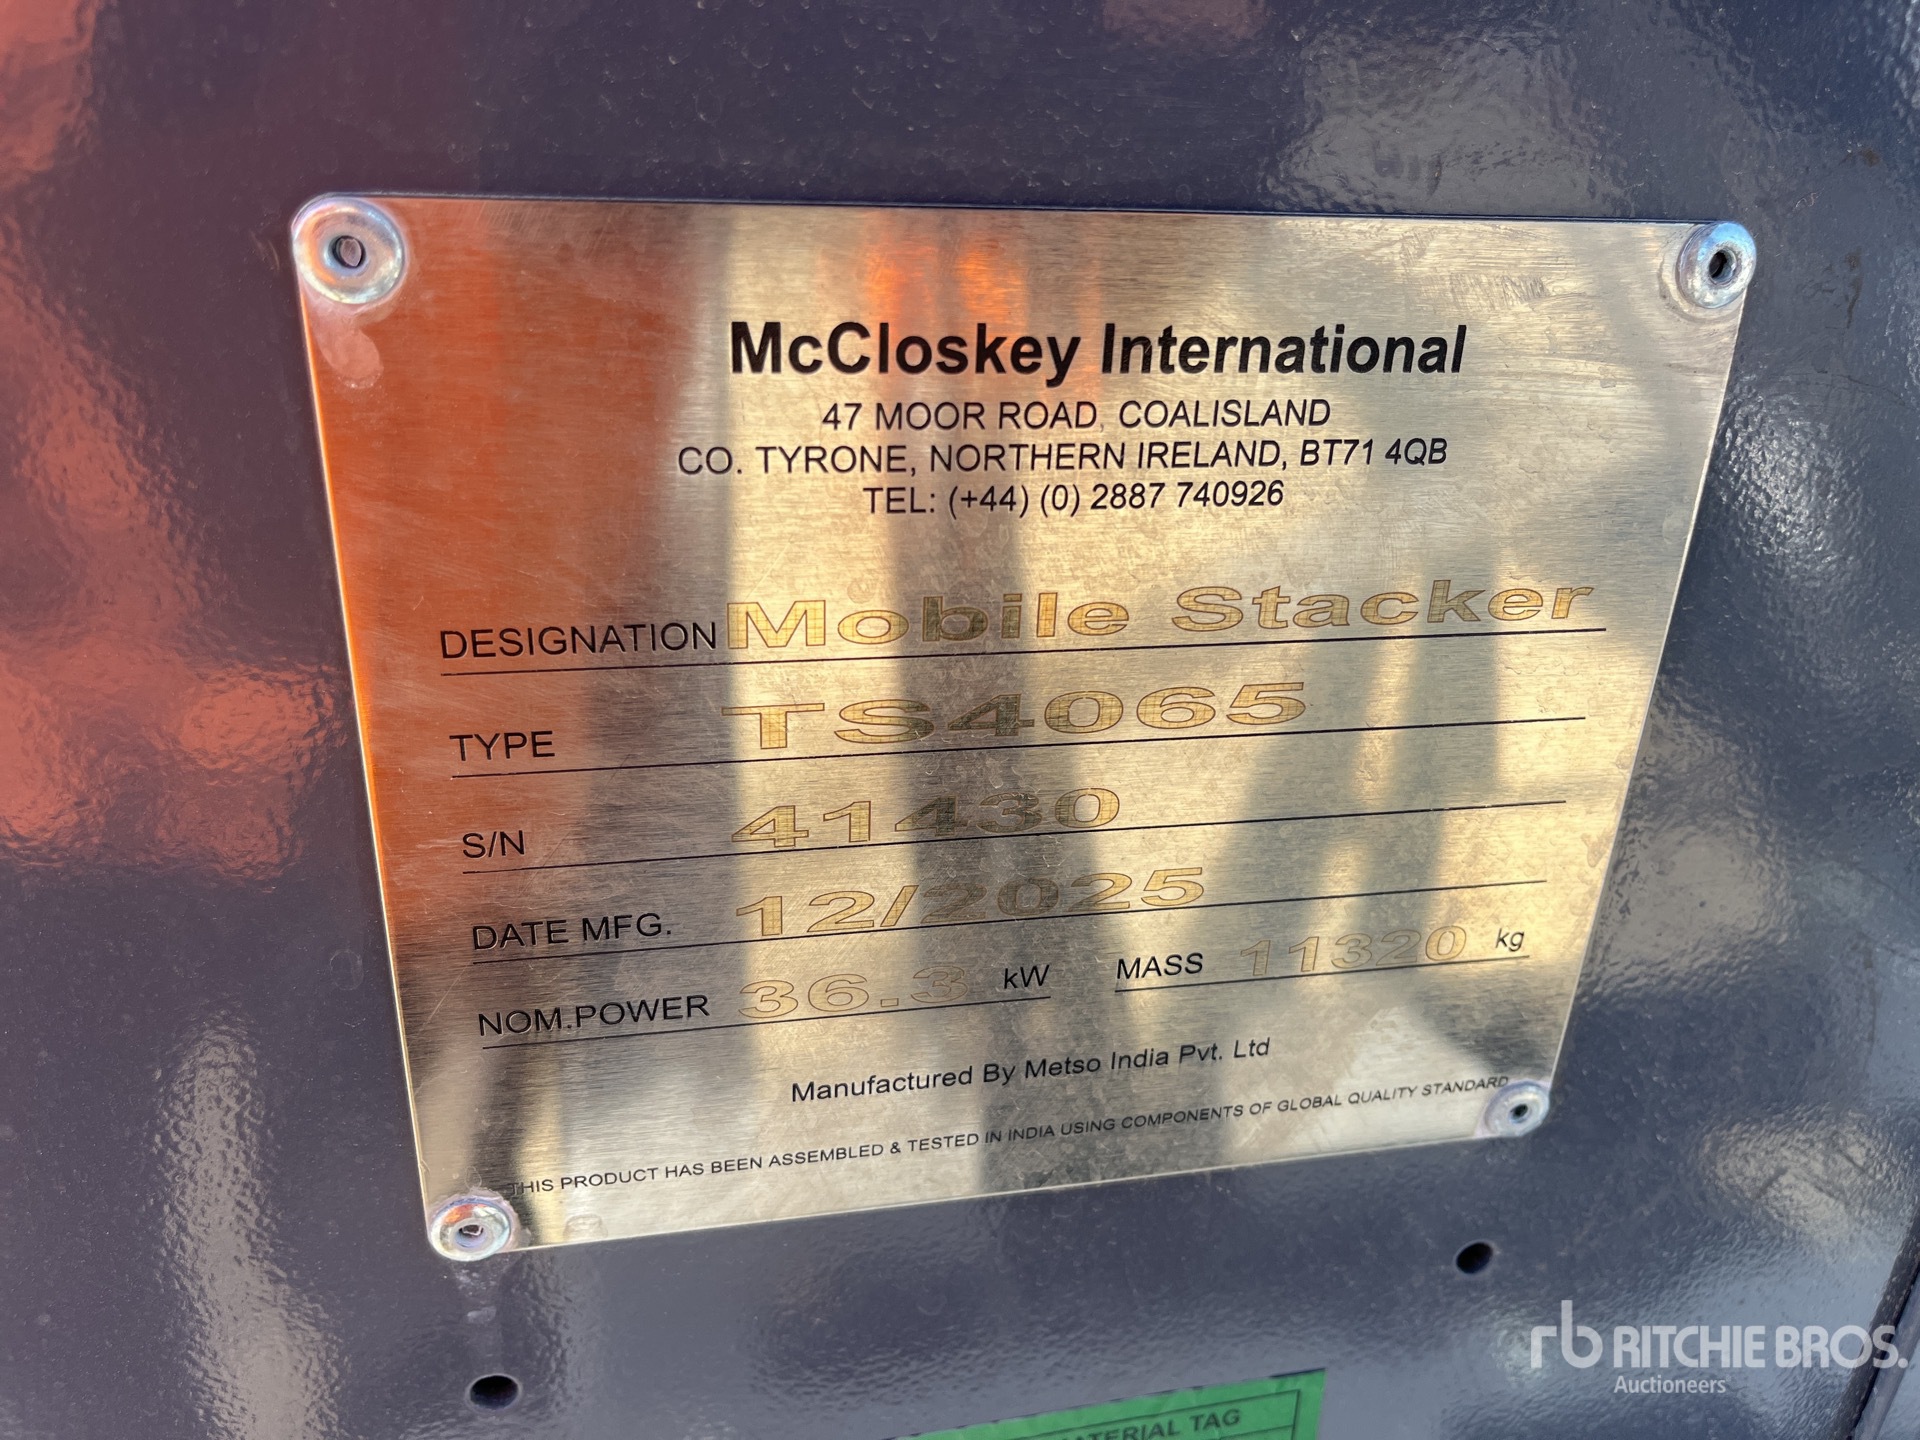 McCloskey International
47 MOOR ROAD, COALISLAND
CO. TYRONE, NORTHERN IRELAND, BT71 4QB
TEL: (+44) (0) 2887 740926
DESIGNATION Mobile Stacker
TYPE TS4065
S/N 41430
DATE MFG. 12/2025
NOM.POWER 36.3 kW MASS 11320 kg
Manufactured By Metso India Pvt. Ltd
THIS PRODUCT HAS BEEN ASSEMBLED & TESTED IN INDIA USING COMPONENTS OF GLOBAL QUALITY STANDARD
rb RITCHIE BROS.
Auctioneers
MATERIAL TAG